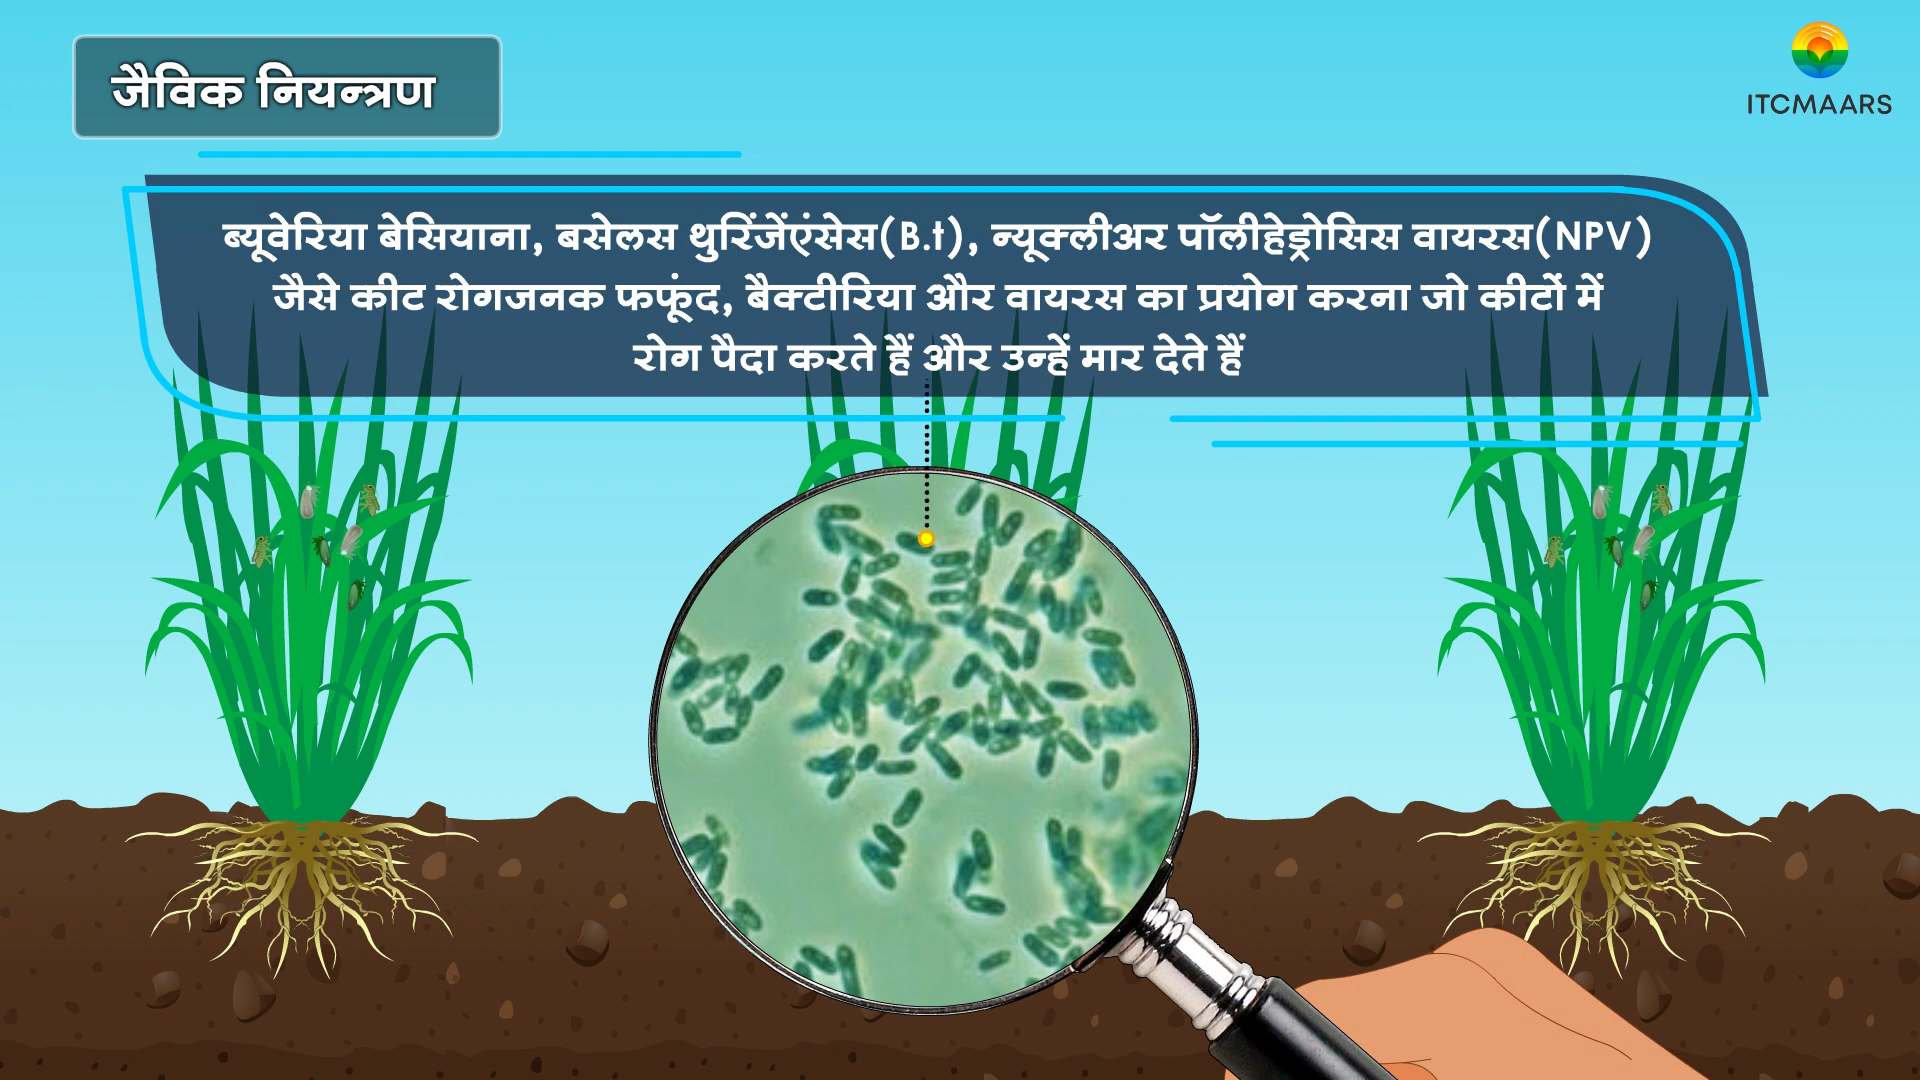 जैविक नियन्त्रण
ITCMAARS
ब्यूवेरिया बेसियाना, बसेलस थुरिंजेंएंसेस(B.t), न्यूक्लीअर पॉलीहेड्रोसिस वायरस(NPV)
जैसे कीट रोगजनक फफूंद, बैक्टीरिया और वायरस का प्रयोग करना जो कीटों में
रोग पैदा करते हैं और उन्हें मार देते हैं